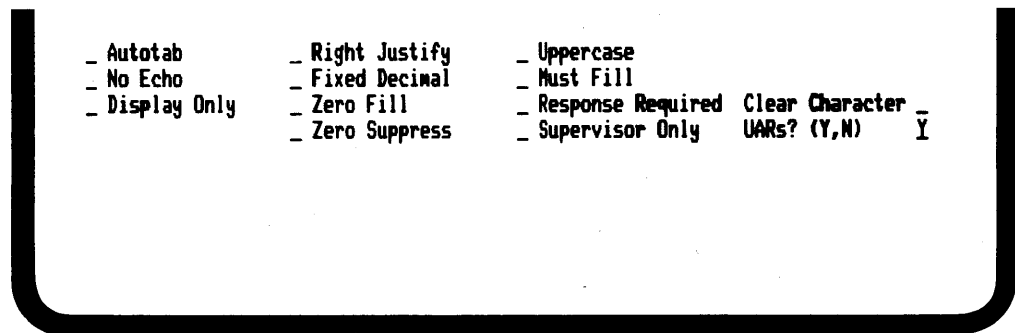 _ Autotab _ Right Justify _ Uppercase
_ No Echo _ Fixed Decimal _ Must Fill
_ Display Only _ Zero Fill _ Response Required Clear Character _
_ Zero Suppress _ Supervisor Only UARs? (Y,N) Y